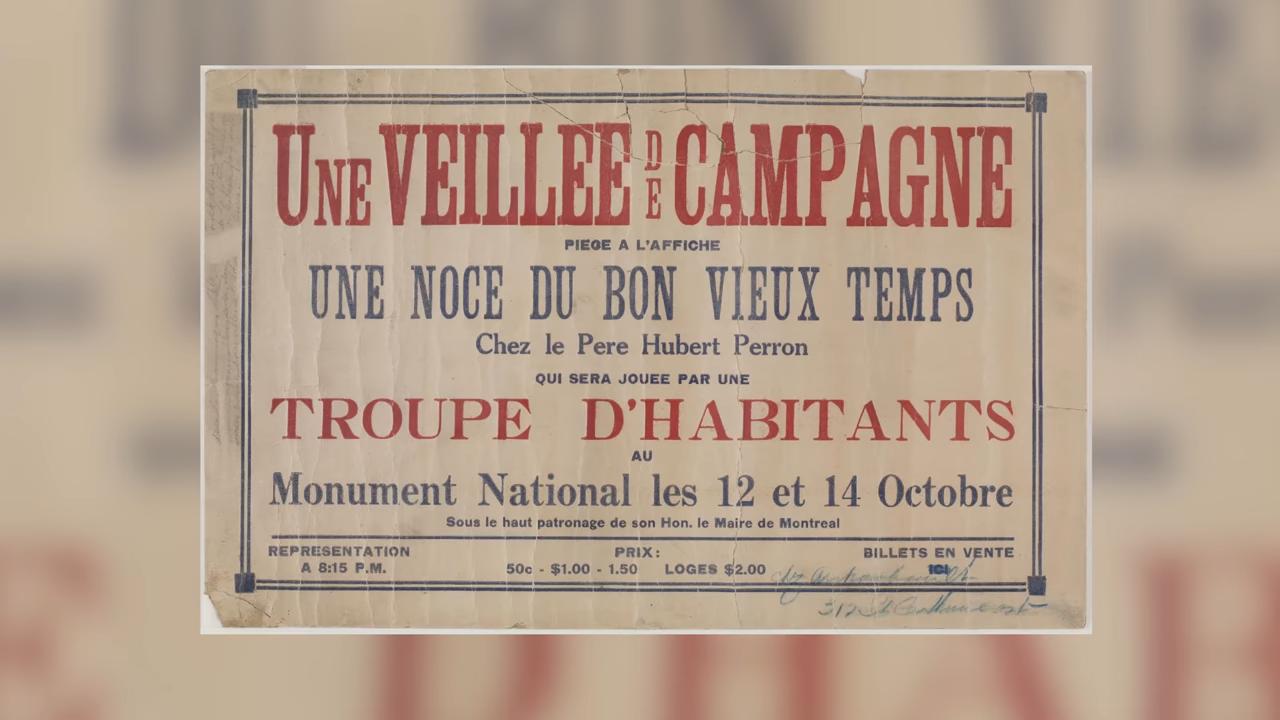 UNE VEILLEE DE CAMPAGNE
PIEGE A L'AFFICHE
UNE NOCE DU BON VIEUX TEMPS
Chez le Pere Hubert Perron
QUI SERA JOUEE PAR UNE
TROUPE D'HABITANTS
AU
Monument National les 12 et 14 Octobre
Sous le haut patronage de son Hon. le Maire de Montreal
REPRESENTATION
A 8:15 P.M.
PRIX:
50c - $1.00 - 1.50 LOGES $2.00
BILLETS EN VENTE
ICI
312